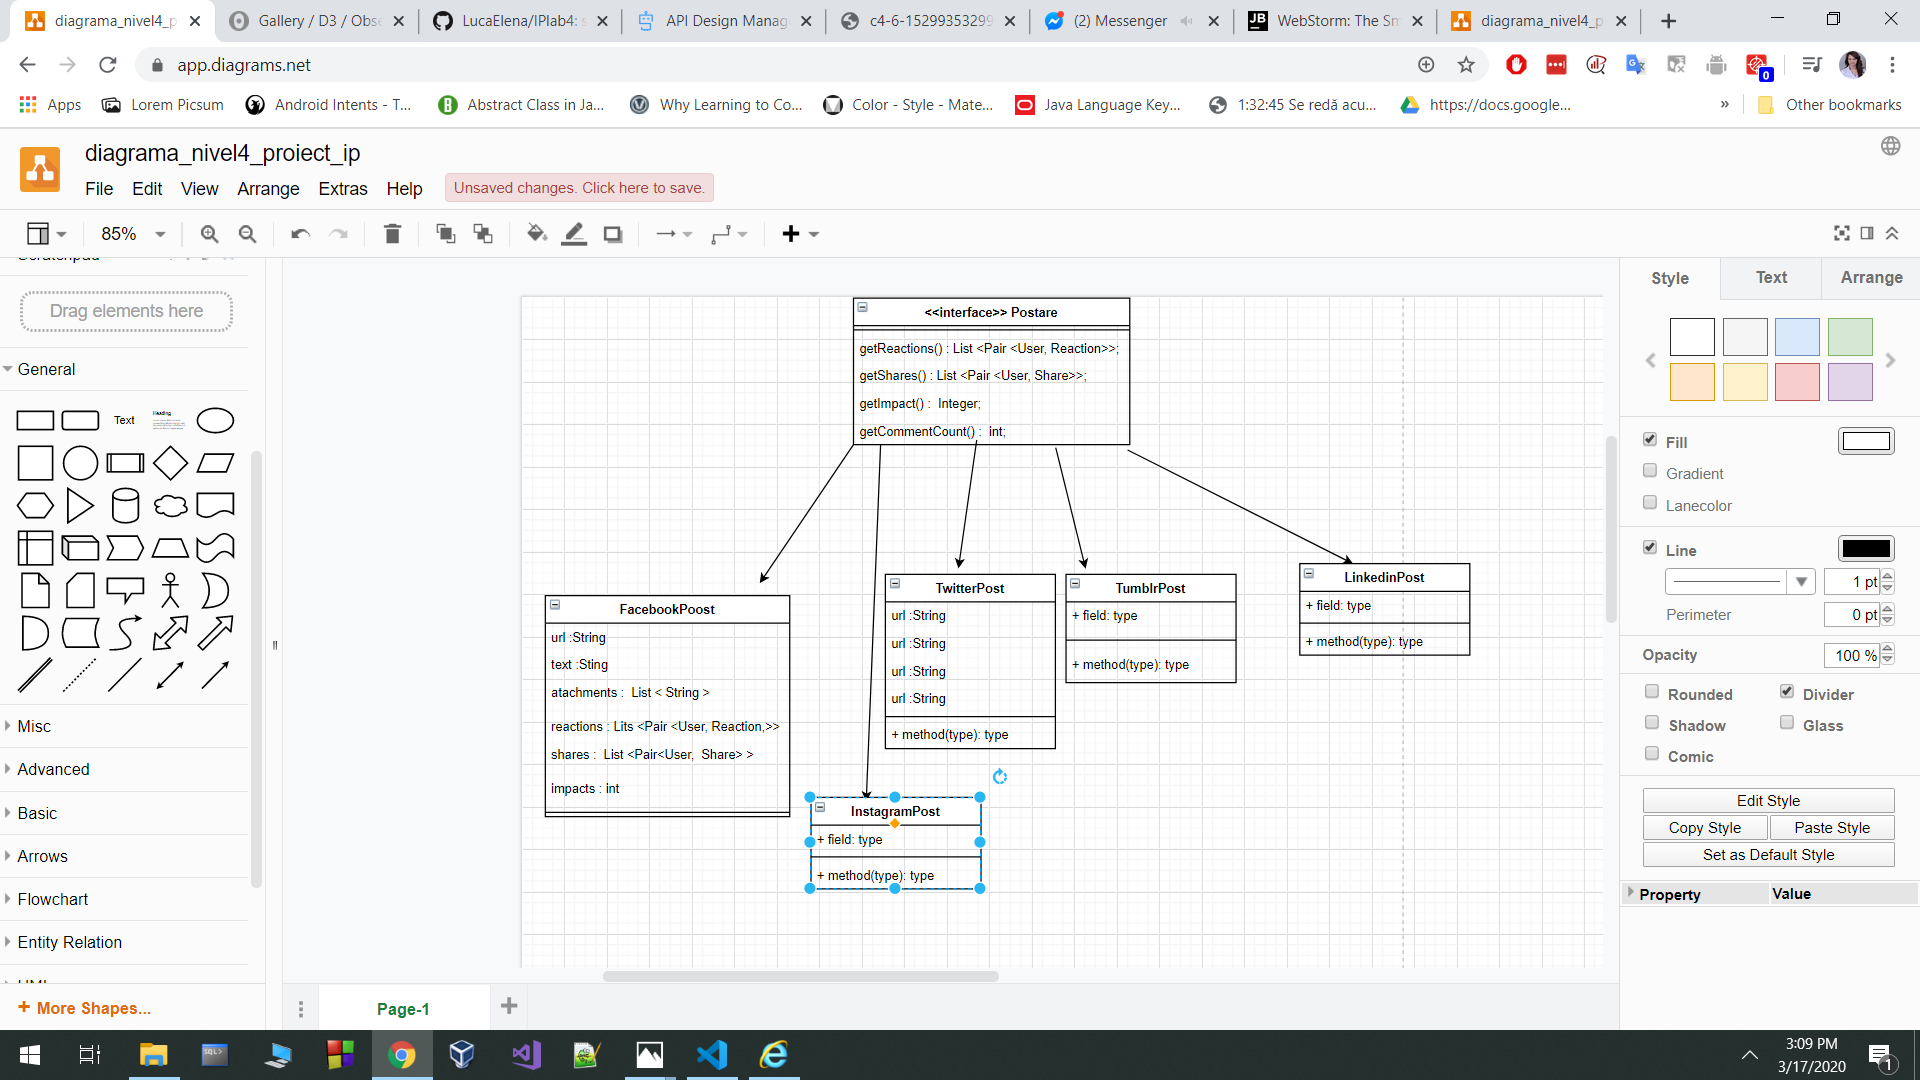 diagrama_nivel4_p
Gallery / D3 / Obse
LucaElena/IPlab4: s
API Design Manag
c4-6-15299353299
(2) Messenger
WebStorm: The Sm
diagrama_nivel4_p
app.diagrams.net
0
Apps
Lorem Picsum
Android Intents - T...
Abstract Class in Ja...
Why Learning to Co...
Color - Style - Mate...
Java Language Key...
1:32:45 Se redă acu...
https://docs.google...
»
Other bookmarks
diagrama_nivel4_proiect_ip
File Edit View Arrange Extras Help
Unsaved changes. Click here to save.
85%
Drag elements here
General
Text
Heading
Misc
Advanced
Basic
Arrows
Flowchart
Entity Relation
+ More Shapes...
<<interface>> Postare
getReactions() : List <Pair <User, Reaction>>;
getShares() : List <Pair <User, Share>>;
getImpact() : Integer;
getCommentCount() : int;
FacebookPoost
url :String
text :Sting
atachments : List < String >
reactions : Lits <Pair <User, Reaction,>>
shares : List <Pair<User, Share> >
impacts : int
TwitterPost
url :String
url :String
url :String
url :String
+ method(type): type
TumblrPost
+ field: type
+ method(type): type
LinkedinPost
+ field: type
+ method(type): type
InstagramPost
+ field: type
+ method(type): type
Page-1
Style
Text
Arrange
Fill
Gradient
Lanecolor
Line
1 pt
Perimeter
0 pt
Opacity
100 %
Rounded
Divider
Shadow
Glass
Comic
Edit Style
Copy Style
Paste Style
Set as Default Style
Property
Value
SQL>
3:09 PM
3/17/2020
1